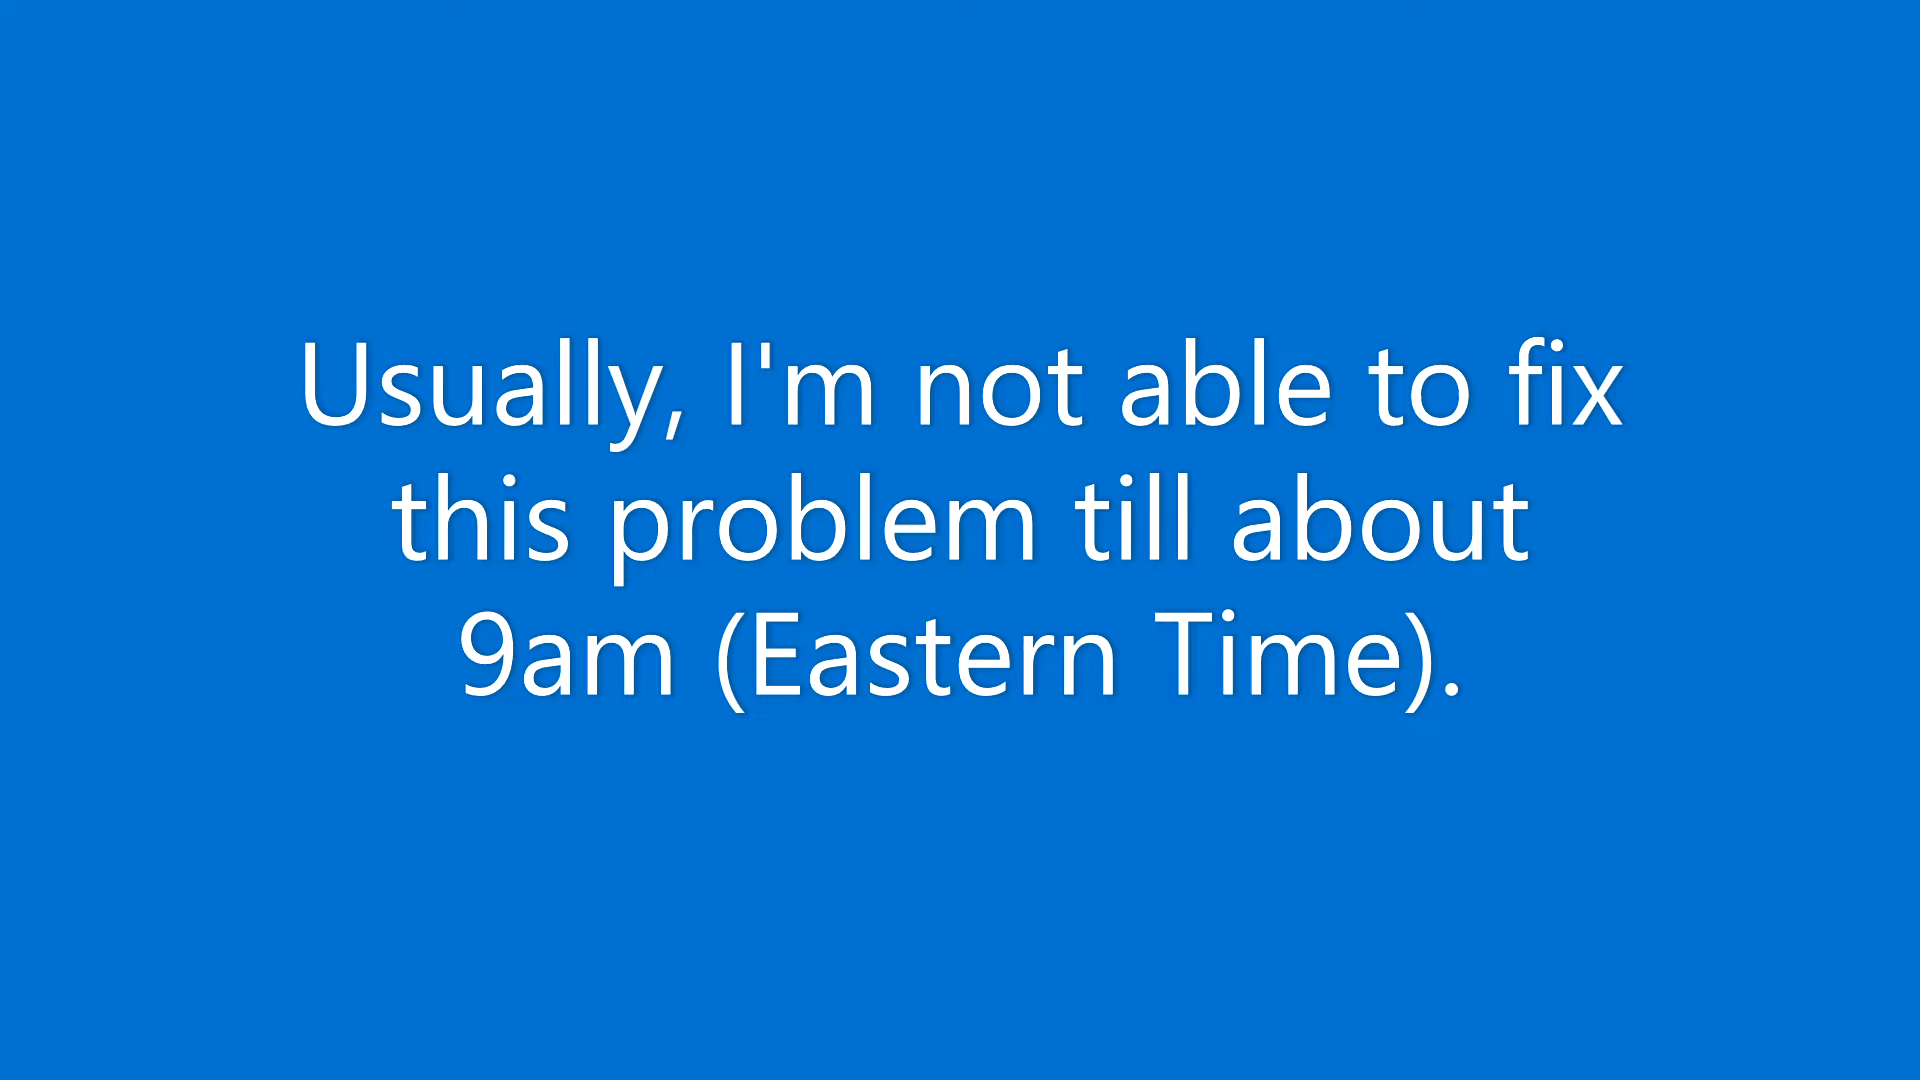 Usually, I'm not able to fix
this problem till about
9am (Eastern Time).